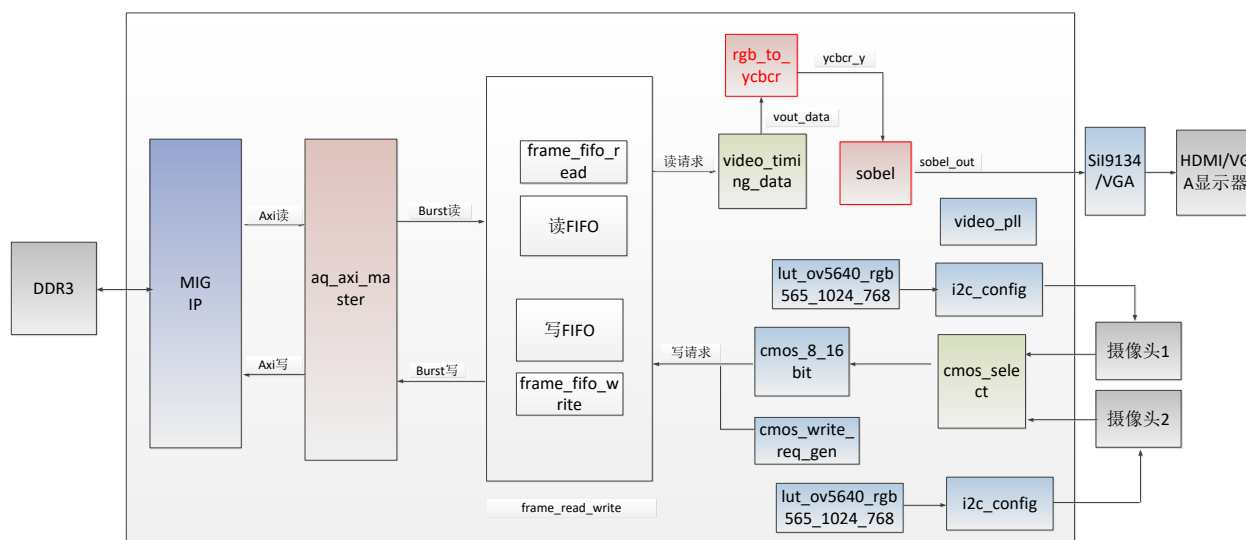 rgb_to_
ycbcr
ycbcr_y
vout_data
frame_fifo_r
ead
读请求
video_timi
ng_data
sobel
sobel_out
SiI9134
/VGA
HDMI/VG
A显示器
读FIFO
video_pll
Axi读
Burst读
DDR3
MIG
IP
aq_axi_ma
ster
lut_ov5640_rgb
565_1024_768
i2c_config
写FIFO
写请求
cmos_8_16
bit
cmos_sele
ct
摄像头1
Axi写
Burst写
frame_fifo_w
rite
摄像头2
cmos_write_
req_gen
frame_read_write
lut_ov5640_rgb
565_1024_768
i2c_config